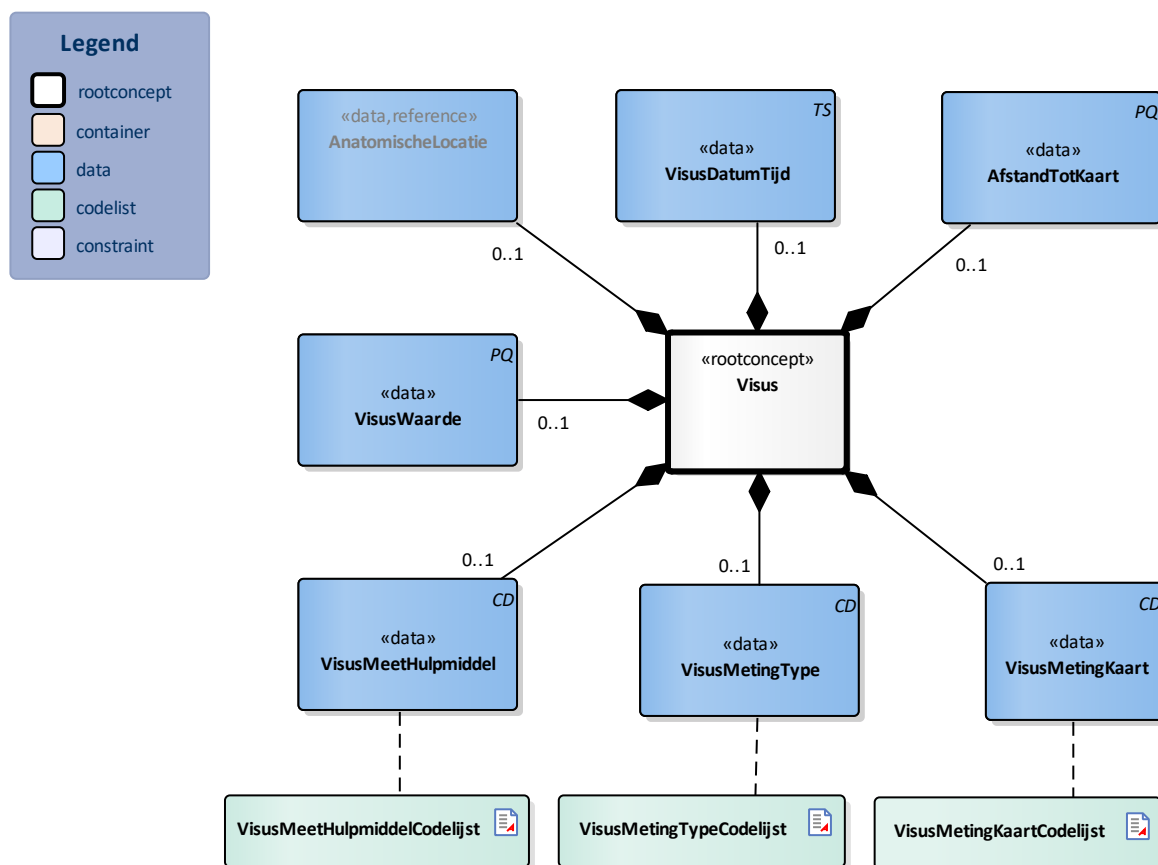 Legend
rootconcept
container
data
codelist
constraint
«data,reference»
AnatomischeLocatie
TS
«data»
VisusDatumTijd
PQ
«data»
AfstandTotKaart
0..1
0..1
0..1
PQ
«data»
VisusWaarde
0..1
«rootconcept»
Visus
0..1
0..1
0..1
CD
«data»
VisusMeetHulpmiddel
CD
«data»
VisusMetingType
CD
«data»
VisusMetingKaart
VisusMeetHulpmiddelCodelijst
VisusMetingTypeCodelijst
VisusMetingKaartCodelijst